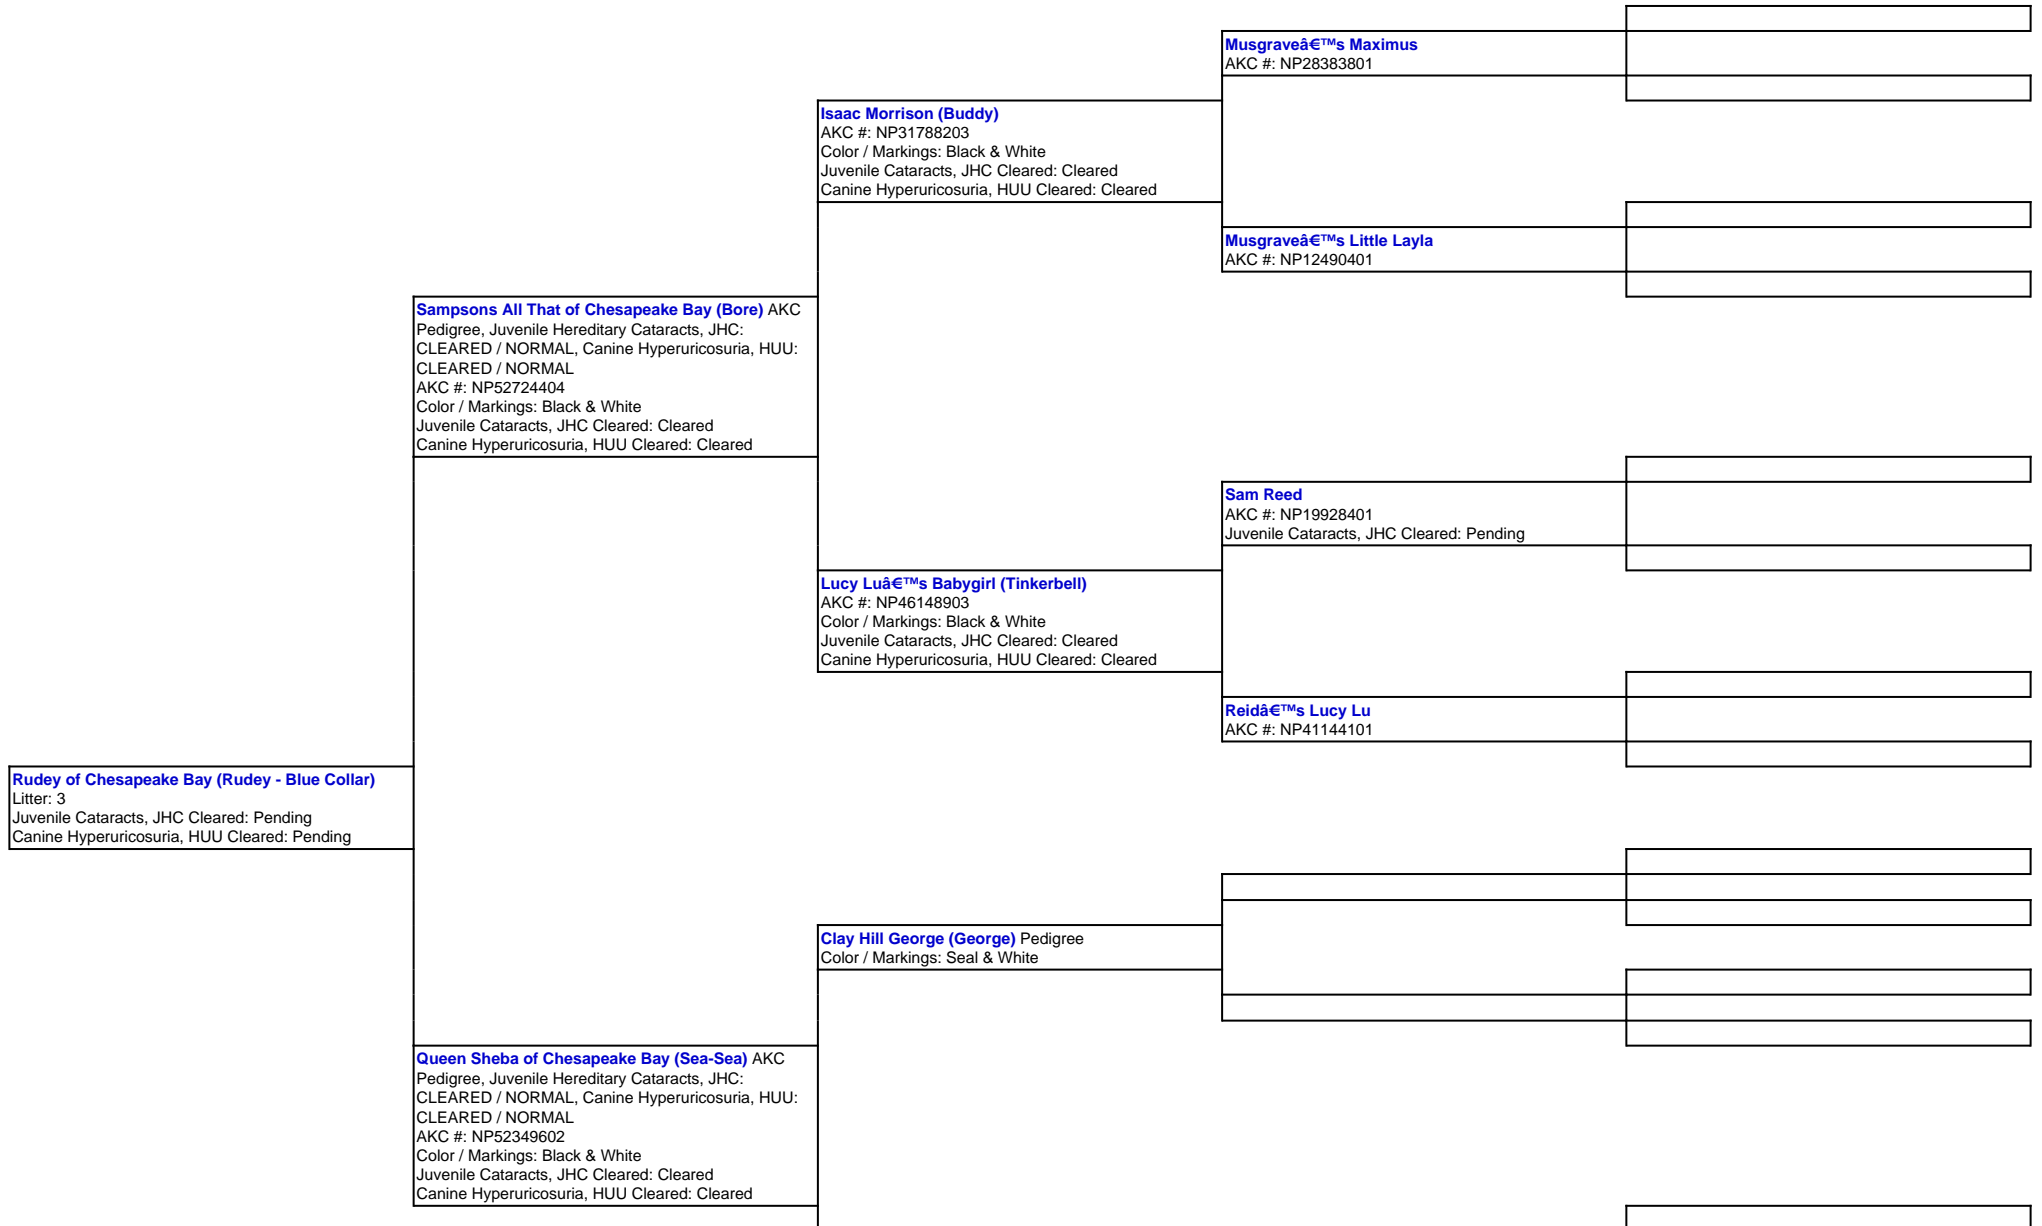 Musgraveâ€™s Maximus
AKC #: NP28383801
Isaac Morrison (Buddy)
AKC #: NP31788203
Color / Markings: Black & White
Juvenile Cataracts, JHC Cleared: Cleared
Canine Hyperuricosuria, HUU Cleared: Cleared
Musgraveâ€™s Little Layla
AKC #: NP12490401
Sampsons All That of Chesapeake Bay (Bore) AKC
Pedigree, Juvenile Hereditary Cataracts, JHC:
CLEARED / NORMAL, Canine Hyperuricosuria, HUU:
CLEARED / NORMAL
AKC #: NP52724404
Color / Markings: Black & White
Juvenile Cataracts, JHC Cleared: Cleared
Canine Hyperuricosuria, HUU Cleared: Cleared
Sam Reed
AKC #: NP19928401
Juvenile Cataracts, JHC Cleared: Pending
Lucy Luâ€™s Babygirl (Tinkerbell)
AKC #: NP46148903
Color / Markings: Black & White
Juvenile Cataracts, JHC Cleared: Cleared
Canine Hyperuricosuria, HUU Cleared: Cleared
Reidâ€™s Lucy Lu
AKC #: NP41144101
Rudey of Chesapeake Bay (Rudey - Blue Collar)
Litter: 3
Juvenile Cataracts, JHC Cleared: Pending
Canine Hyperuricosuria, HUU Cleared: Pending
Clay Hill George (George) Pedigree
Color / Markings: Seal & White
Queen Sheba of Chesapeake Bay (Sea-Sea) AKC
Pedigree, Juvenile Hereditary Cataracts, JHC:
CLEARED / NORMAL, Canine Hyperuricosuria, HUU:
CLEARED / NORMAL
AKC #: NP52349602
Color / Markings: Black & White
Juvenile Cataracts, JHC Cleared: Cleared
Canine Hyperuricosuria, HUU Cleared: Cleared